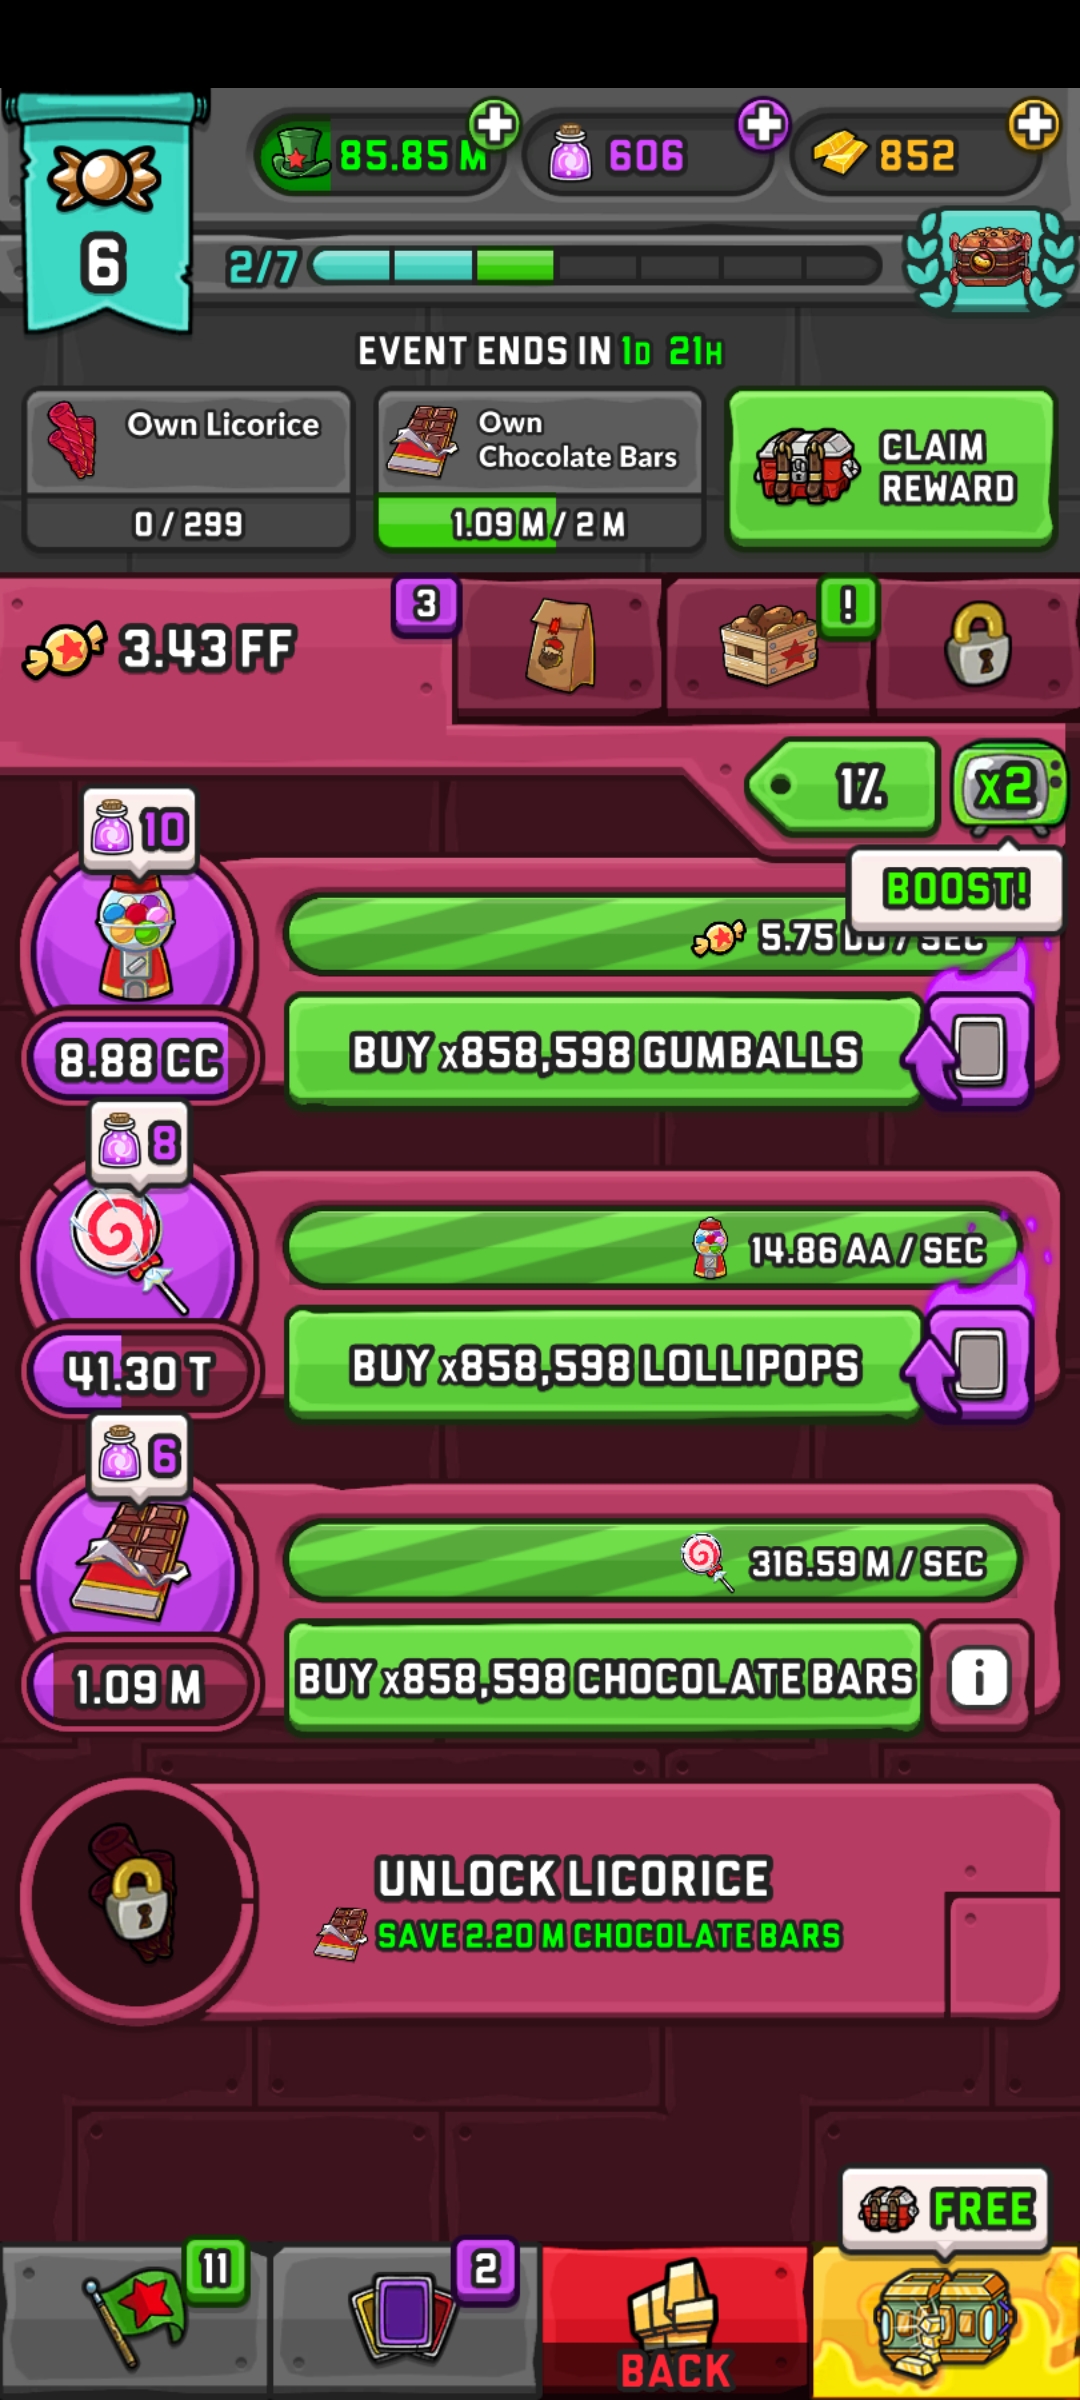 85.85 M
606
852
6
2/7
EVENT ENDS IN 1D 21H
Own Licorice
0 / 299
Own
Chocolate Bars
1.09 M / 2 M
CLAIM
REWARD
3.43 FF
3
!
1%
x2
BOOST!
10
5.75 DD / SEC
8.88 CC
BUY x858,598 GUMBALLS
8
14.86 AA / SEC
41.30 T
BUY x858,598 LOLLIPOPS
6
316.59 M / SEC
1.09 M
BUY x858,598 CHOCOLATE BARS
i
UNLOCK LICORICE
SAVE 2.20 M CHOCOLATE BARS
FREE
11
2
BACK